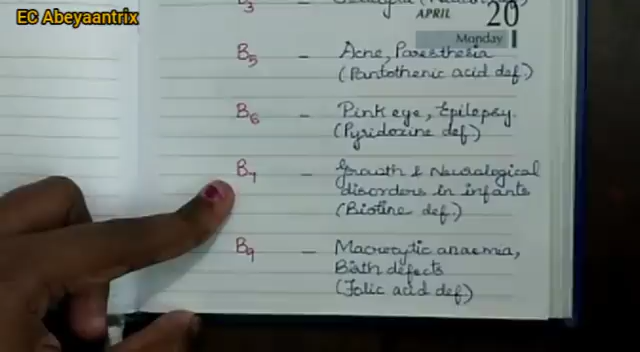 EC Abeyaantrix
B3 -
APRIL 20
Monday
B5 - Acne, Paresthesia
(Pantothenic acid def.)
B6 - Pink eye, Epilepsy.
(Pyridoxine def.)
B7 - Growth & Neurological
disorders in infants
(Biotine def.)
B9 - Macrocytic anaemia,
Birth defects
(Folic acid def.)